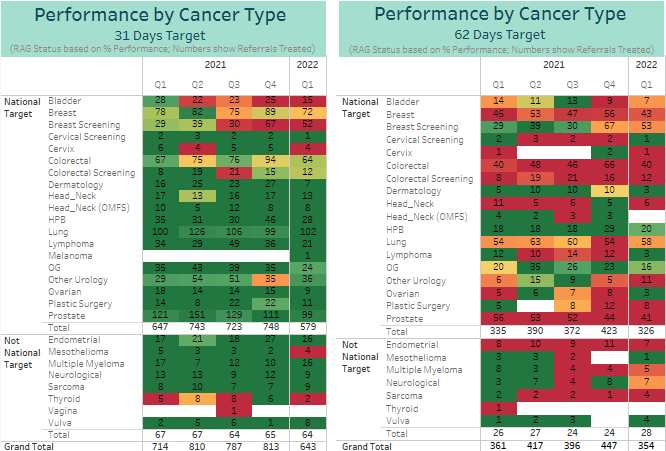 Performance by Cancer Type
31 Days Target
(RAG Status based on % Performance; Numbers show Referrals Treated)
2021 2022
Q1 Q2 Q3 Q4 Q1
National Target
Bladder 28 22 23 25 15
Breast 78 82 75 89 72
Breast Screening 29 39 30 67 52
Cervical Screening 2 3 2 2 1
Cervix 6 4 5 5 4
Colorectal 67 75 76 94 64
Colorectal Screening 8 19 21 15 12
Dermatology 16 25 23 27 7
Head_Neck 17 13 16 17 13
Head_Neck (OMFS) 10 5 12 8 8
HPB 35 31 30 46 28
Lung 100 126 106 99 102
Lymphoma 34 29 49 36 21
Melanoma 1
OG 35 43 39 35 24
Other Urology 29 54 51 35 36
Ovarian 18 14 14 15 9
Plastic Surgery 14 8 22 22 11
Prostate 121 151 129 111 99
Total 647 743 723 748 579
Not National Target
Endometrial 17 21 18 27 16
Mesothelioma 5 3 3 2 4
Multiple Myeloma 17 7 12 10 16
Neurological 13 13 9 12 9
Sarcoma 8 10 7 7 9
Thyroid 5 8 8 6 2
Vagina 1
Vulva 2 5 6 1 8
Total 67 67 64 65 64
Grand Total 714 810 787 813 643
Performance by Cancer Type
62 Days Target
(RAG Status based on % Performance; Numbers show Referrals Treated)
2021 2022
Q1 Q2 Q3 Q4 Q1
National Target
Bladder 14 11 13 9 7
Breast 45 53 47 56 43
Breast Screening 29 39 30 67 53
Cervical Screening 2 3 2 2 1
Cervix 1 2 1
Colorectal 40 48 46 66 40
Colorectal Screening 8 19 21 16 12
Dermatology 5 10 10 10 3
Head_Neck 11 5 6 5 6
Head_Neck (OMFS) 4 2 3 3
HPB 18 18 18 29 20
Lung 54 63 60 54 58
Lymphoma 12 10 14 12 3
OG 20 35 26 23 16
Other Urology 6 15 9 5 11
Ovarian 5 6 7 8 3
Plastic Surgery 5 8 12 8
Prostate 56 53 52 44 41
Total 335 390 372 423 326
Not National Target
Endometrial 8 10 9 11 7
Mesothelioma 3 3 2 1
Multiple Myeloma 8 3 4 4 5
Neurological 3 7 4 8 7
Sarcoma 2 2 2 1 4
Thyroid 1
Vulva 1 2 3 4
Total 26 27 24 24 28
Grand Total 361 417 396 447 354